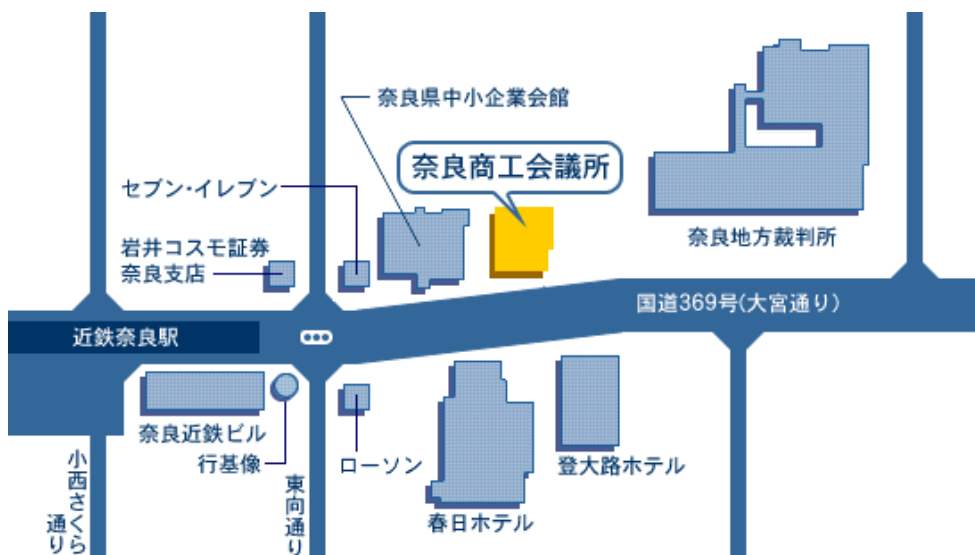 奈良県中小企業会館
奈良商工会議所
セブン・イレブン
岩井コスモ証券
奈良支店
奈良地方裁判所
国道369号(大宮通り)
近鉄奈良駅
奈良近鉄ビル
行基像
ローソン
登大路ホテル
春日ホテル
小西さくら
通り
東向通り